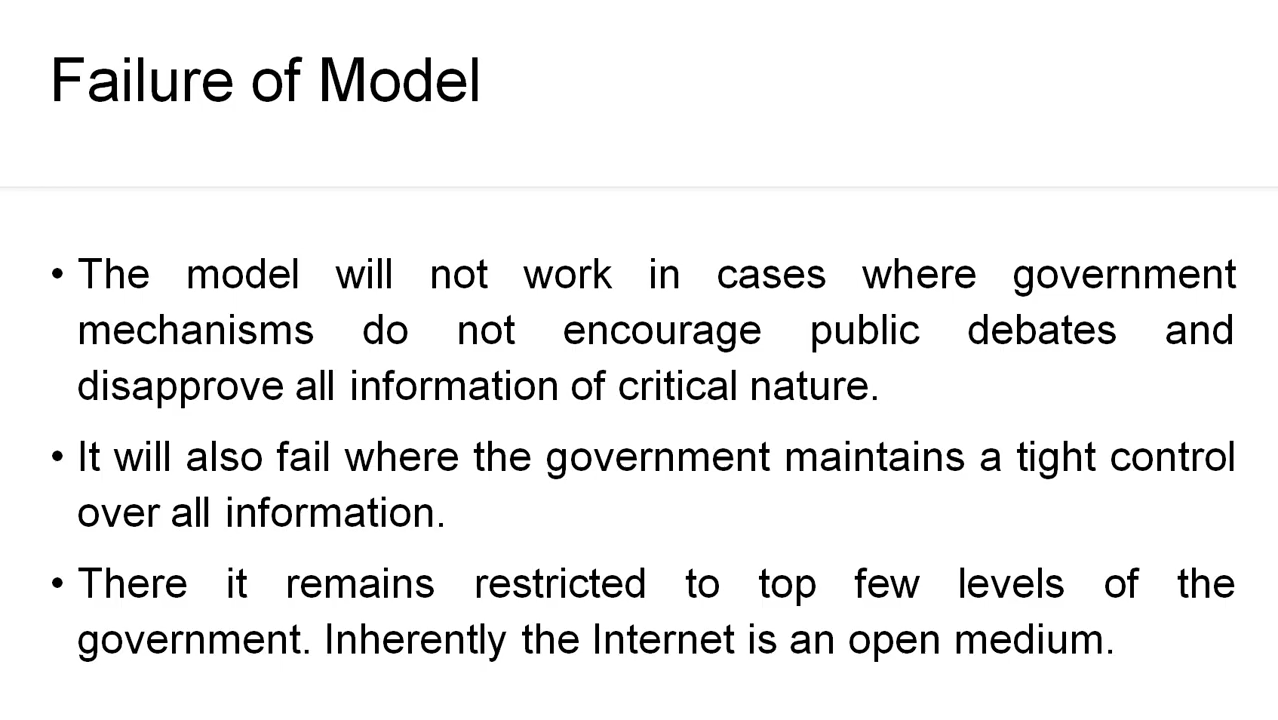 Failure of Model
• The model will not work in cases where government
mechanisms do not encourage public debates and
disapprove all information of critical nature.
• It will also fail where the government maintains a tight control
over all information.
• There it remains restricted to top few levels of the
government. Inherently the Internet is an open medium.